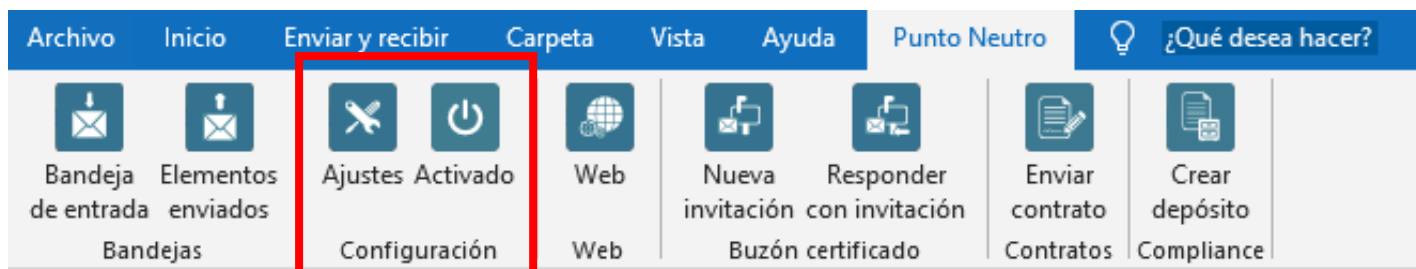 Archivo Inicio Enviar y recibir Carpeta Vista Ayuda Punto Neutro ¿Qué desea hacer?
Bandeja de entrada
Elementos enviados
Bandejas
Ajustes
Activado
Configuración
Web
Web
Nueva invitación
Responder con invitación
Buzón certificado
Enviar contrato
Contratos
Crear depósito
Compliance